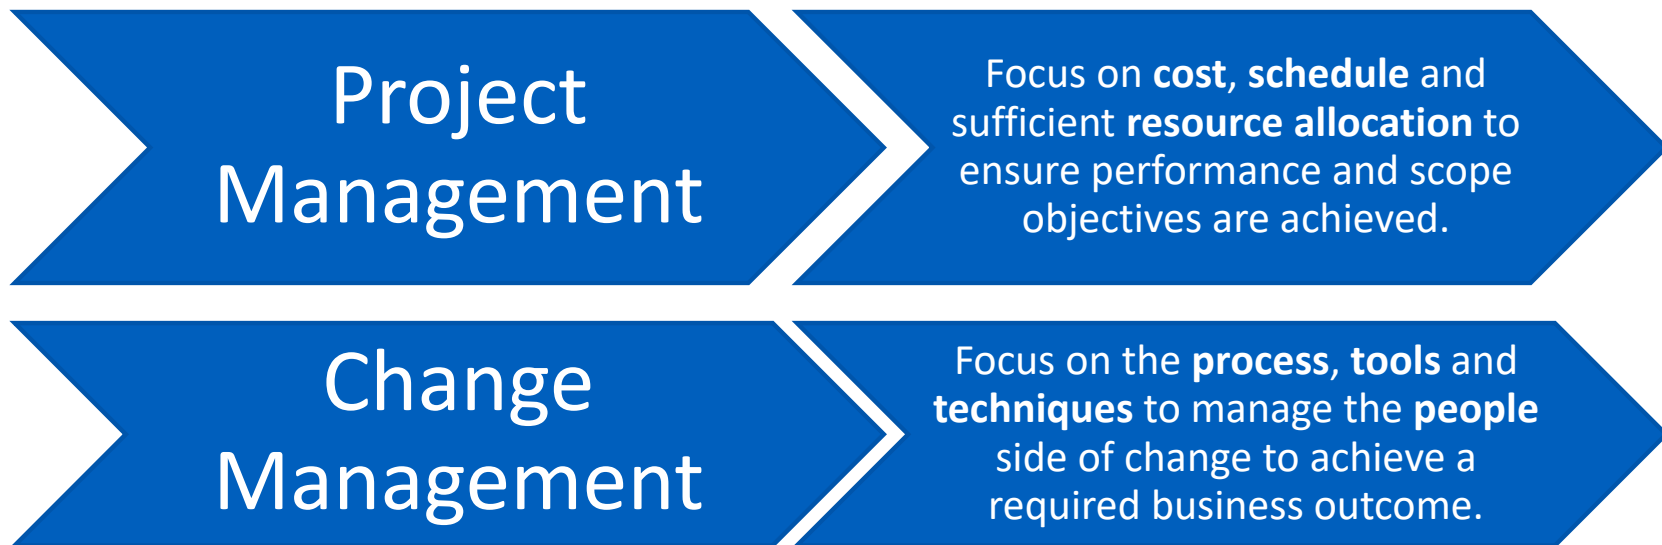 Project
Management
Focus on cost, schedule and
sufficient resource allocation to
ensure performance and scope
objectives are achieved.
Change
Management
Focus on the process, tools and
techniques to manage the people
side of change to achieve a
required business outcome.